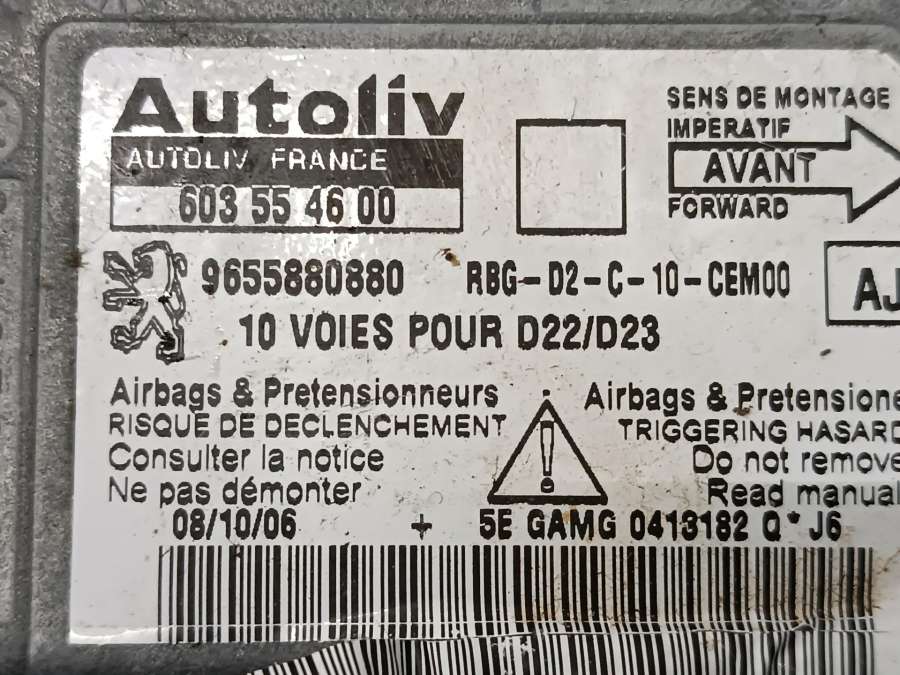 Autoliv
AUTOLIV FRANCE
603 55 46 00
SENS DE MONTAGE
IMPERATIF
AVANT
FORWARD
9655880880 RBG-D2-C-10-CEM00
AJ
10 VOIES POUR D22/D23
Airbags & Pretensionneurs
RISQUE DE DECLENCHEMENT
Consulter la notice
Ne pas démonter
Airbags & Pretensione
TRIGGERING HASARD
Do not remove
Read manual
08/10/06 + 5E GAMG 0413182 Q*J6